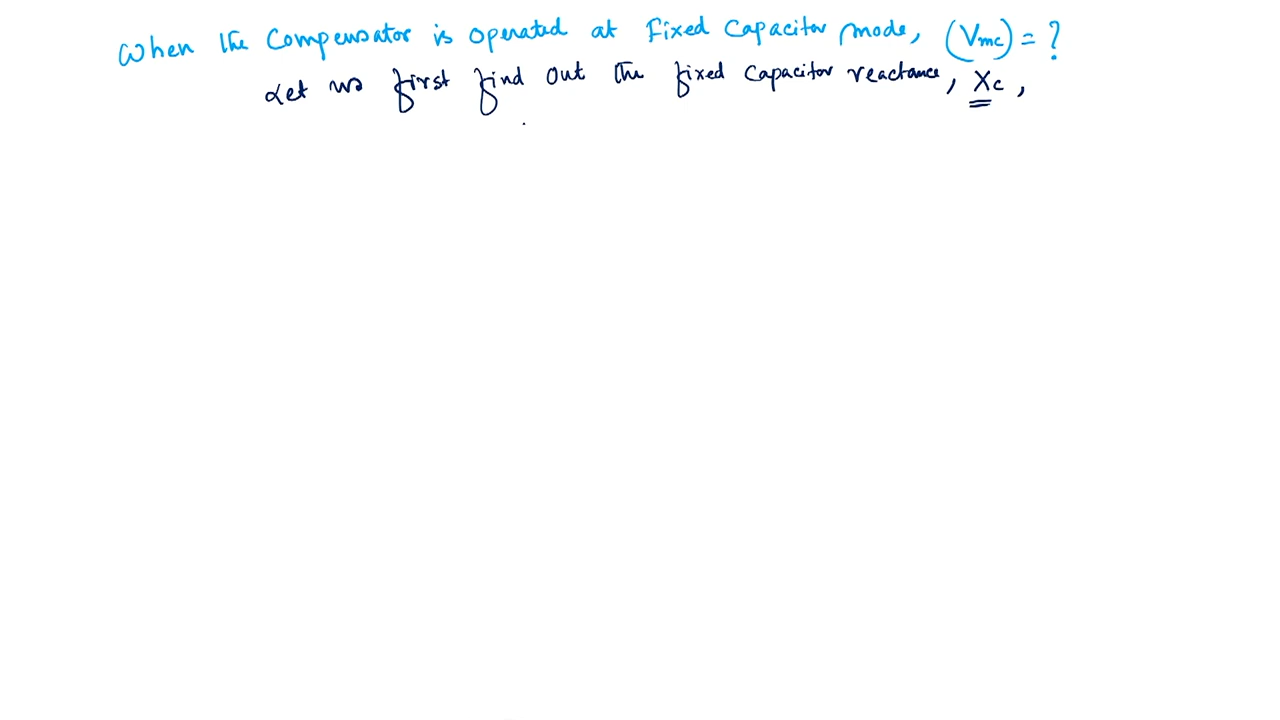 When the Compensator is operated at Fixed Capacitor mode, (Vmc) = ?
Let us first find out the fixed capacitor reactance, Xc,